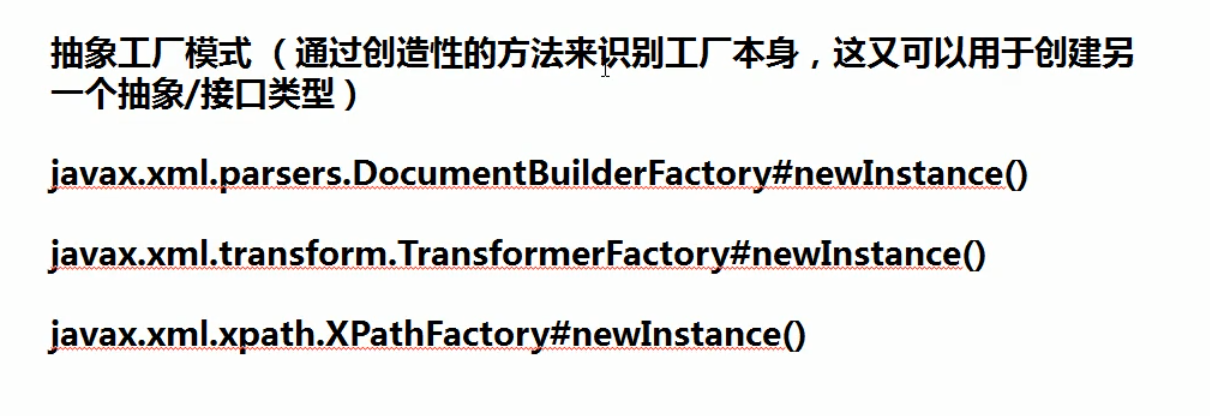 抽象工厂模式 （ 通过创造性的方法来识别工厂本身，这又可以用于创建另
一个抽象/接口类型 ）
javax.xml.parsers.DocumentBuilderFactory#newInstance()
javax.xml.transform.TransformerFactory#newInstance()
javax.xml.xpath.XPathFactory#newInstance()